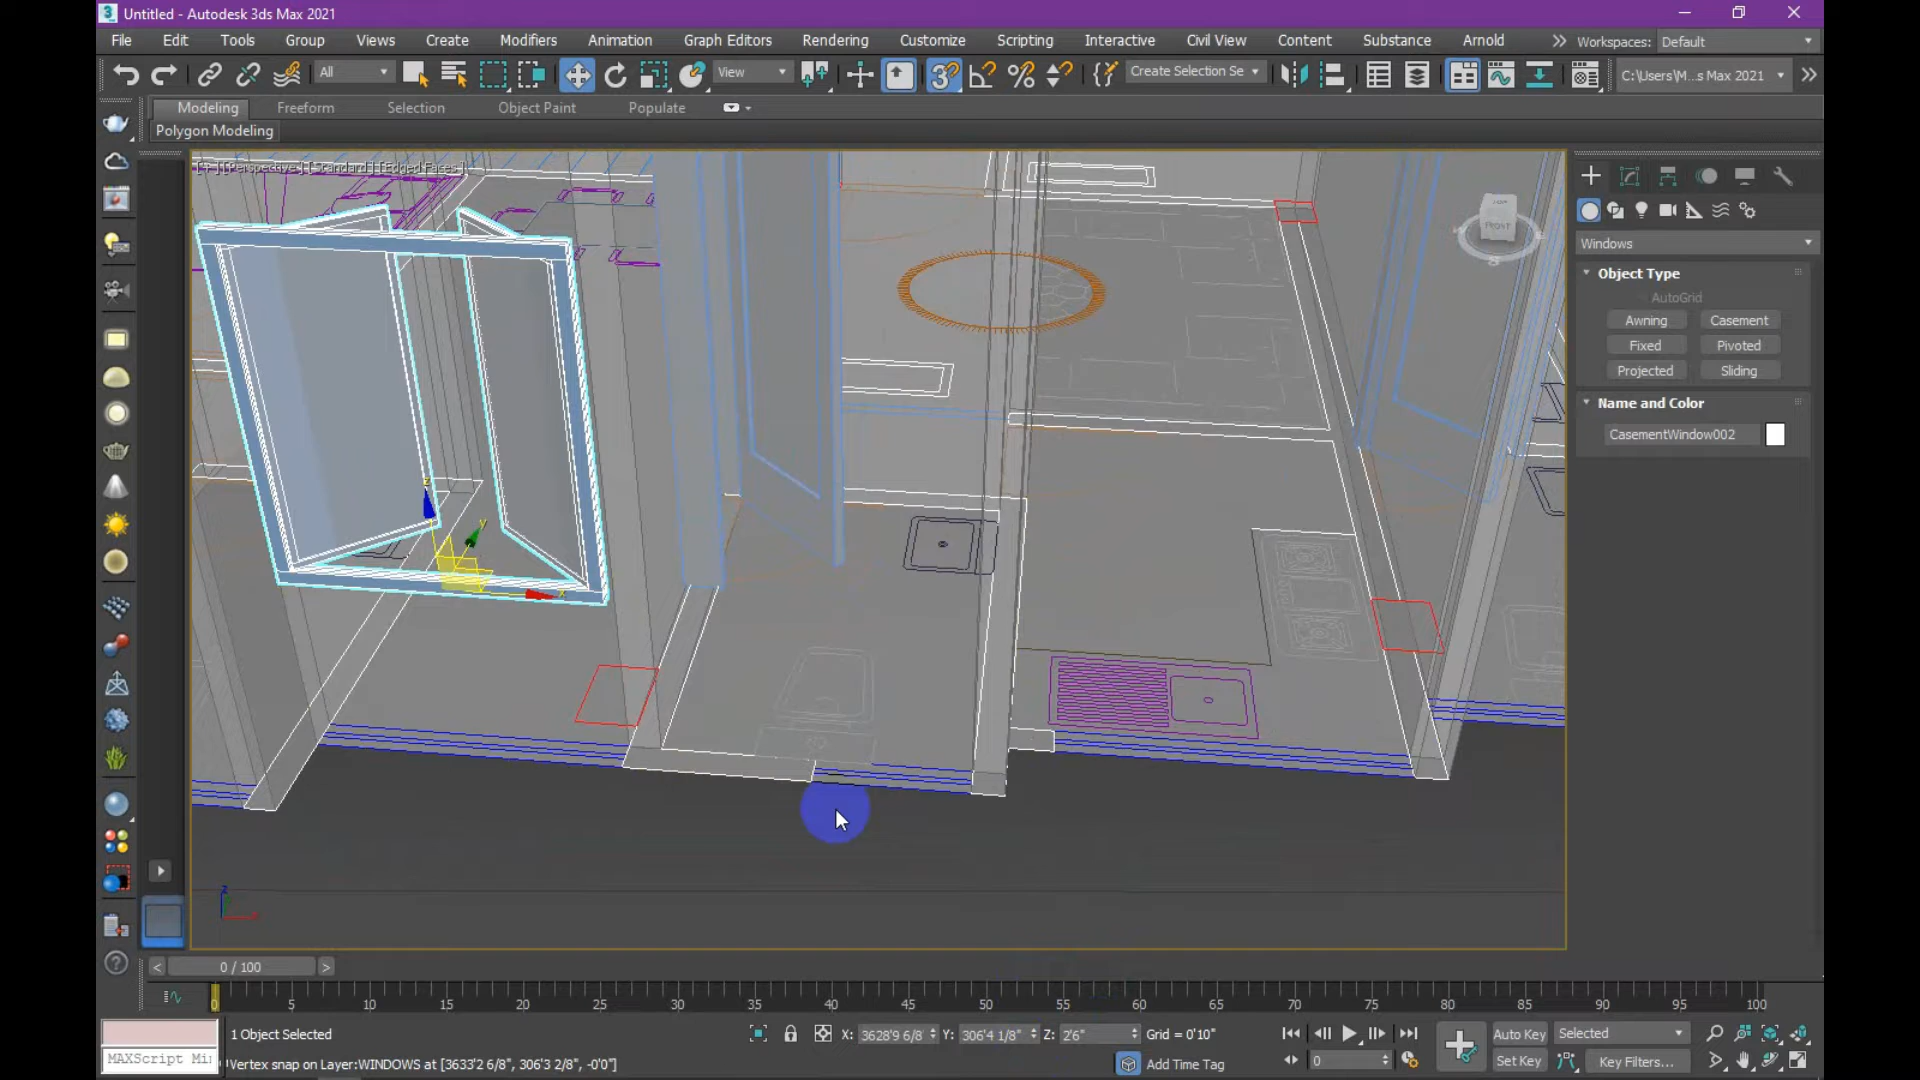 Untitled - Autodesk 3ds Max 2021
File Edit Tools Group Views Create Modifiers Animation Graph Editors Rendering Customize Scripting Interactive Civil View Content Substance Arnold Workspaces: Default
All View Create Selection Se C:\Users\M...s Max 2021
Modeling Freeform Selection Object Paint Populate
Polygon Modeling
[+][Perspective][Standard][Edged Faces]
FRONT
Windows
Object Type
AutoGrid
Awning Casement
Fixed Pivoted
Projected Sliding
Name and Color
CasementWindow002
z
y
x
z
0 / 100
0 5 10 15 20 25 30 35 40 45 50 55 60 65 70 75 80 85 90 95 100
1 Object Selected X: 3628'9 6/8" Y: 306'4 1/8" Z: 2'6" Grid = 0'10" Auto Key Selected
MAXScript Mi Vertex snap on Layer:WINDOWS at [3633'2 6/8", 306'3 2/8", -0'0"] Add Time Tag 0 Set Key Key Filters...